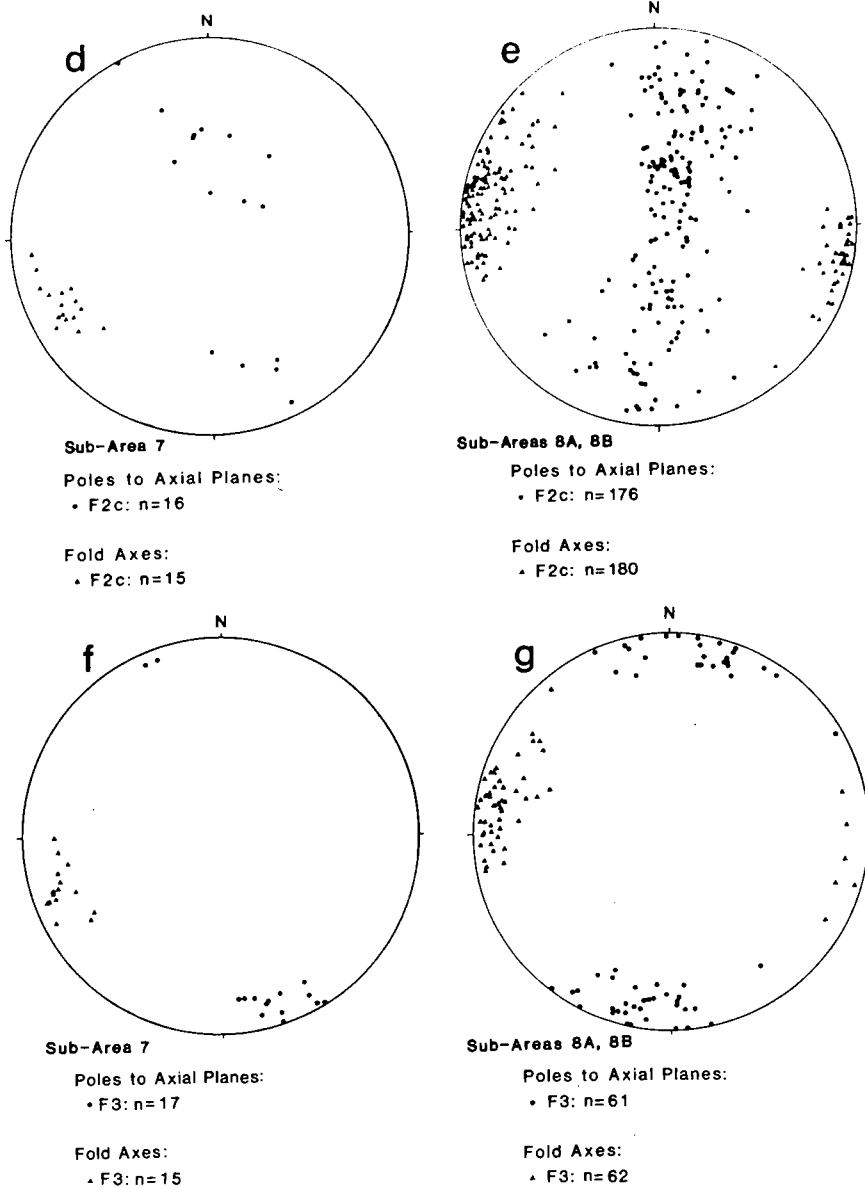 N
d
Sub-Area 7
Poles to Axial Planes:
• F2c: n=16
Fold Axes:
▴ F2c: n=15
N
e
Sub-Areas 8A, 8B
Poles to Axial Planes:
• F2c: n=176
Fold Axes:
▴ F2c: n=180
N
f
Sub-Area 7
Poles to Axial Planes:
• F3: n=17
Fold Axes:
▴ F3: n=15
N
g
Sub-Areas 8A, 8B
Poles to Axial Planes:
• F3: n=61
Fold Axes:
▴ F3: n=62